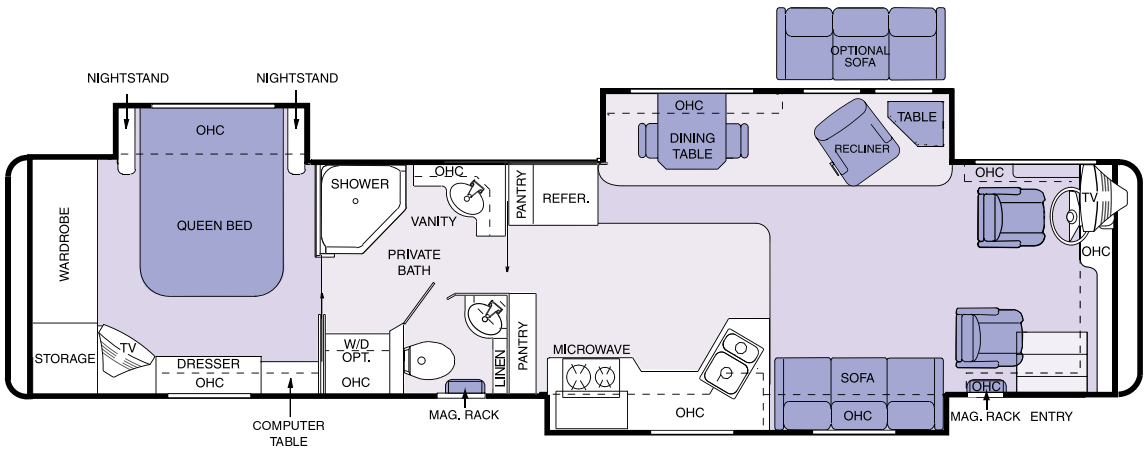 OPTIONAL
SOFA
NIGHTSTAND
NIGHTSTAND
OHC
OHC
DINING
TABLE
RECLINER
TABLE
OHC
QUEEN BED
WARDROBE
STORAGE
TV
DRESSER
OHC
COMPUTER
TABLE
SHOWER
OHC
VANITY
PRIVATE
BATH
PANTRY
REFER.
W/D
OPT.
OHC
MAG. RACK
LINEN
PANTRY
MICROWAVE
OHC
SOFA
OHC
TV
OHC
OHC
MAG. RACK
ENTRY